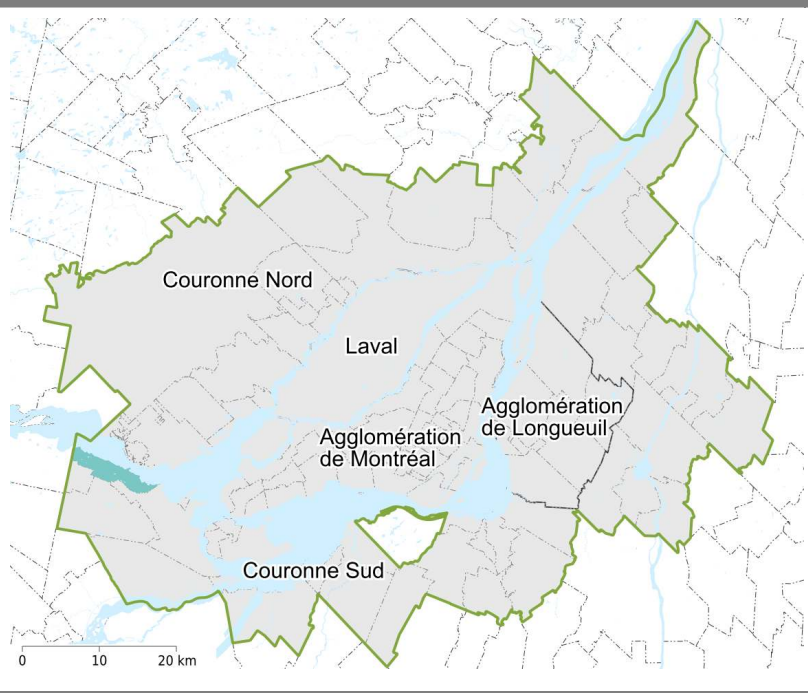 Couronne Nord
Laval
Agglomération
de Longueuil
Agglomération
de Montréal
Couronne Sud
0 10 20 km